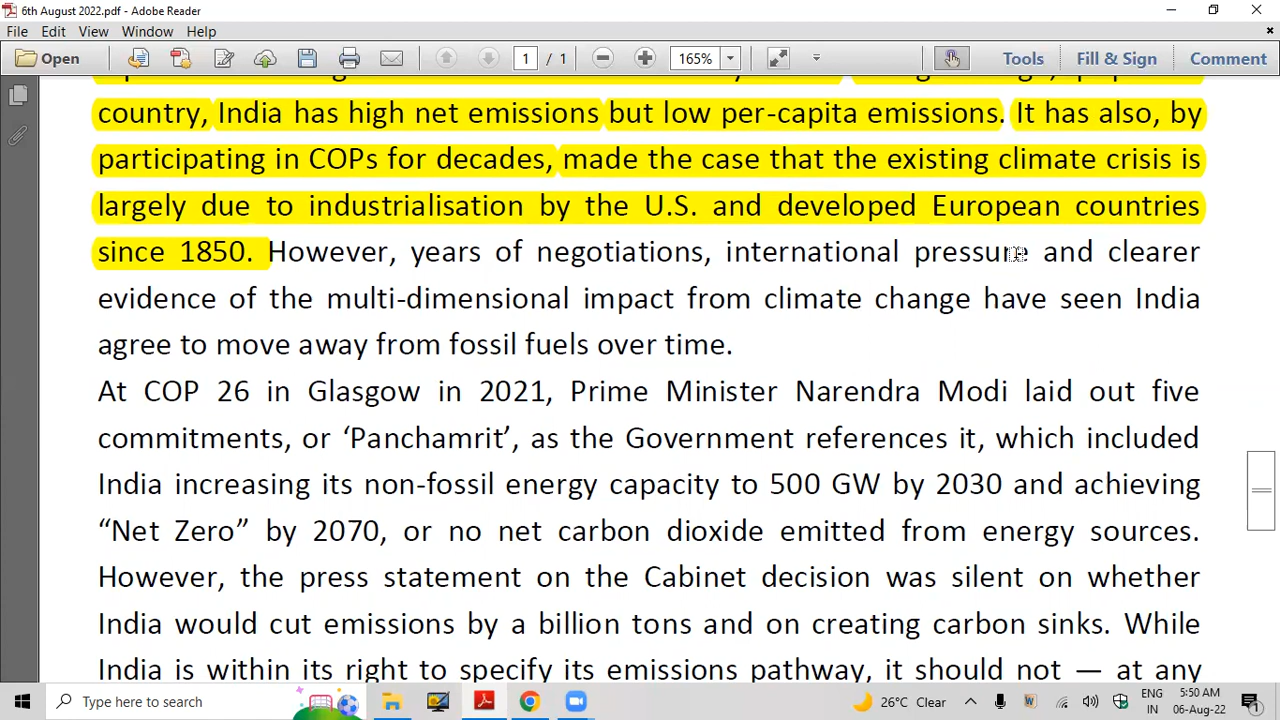 6th August 2022.pdf - Adobe Reader
File Edit View Window Help
Open 1 / 1 165% Tools Fill & Sign Comment
country, India has high net emissions but low per-capita emissions. It has also, by
participating in COPs for decades, made the case that the existing climate crisis is
largely due to industrialisation by the U.S. and developed European countries
since 1850. However, years of negotiations, international pressure and clearer
evidence of the multi-dimensional impact from climate change have seen India
agree to move away from fossil fuels over time.
At COP 26 in Glasgow in 2021, Prime Minister Narendra Modi laid out five
commitments, or ‘Panchamrit’, as the Government references it, which included
India increasing its non-fossil energy capacity to 500 GW by 2030 and achieving
“Net Zero” by 2070, or no net carbon dioxide emitted from energy sources.
However, the press statement on the Cabinet decision was silent on whether
India would cut emissions by a billion tons and on creating carbon sinks. While
India is within its right to specify its emissions pathway, it should not — at any
Type here to search 26°C Clear ENG IN 5:50 AM 06-Aug-22 1